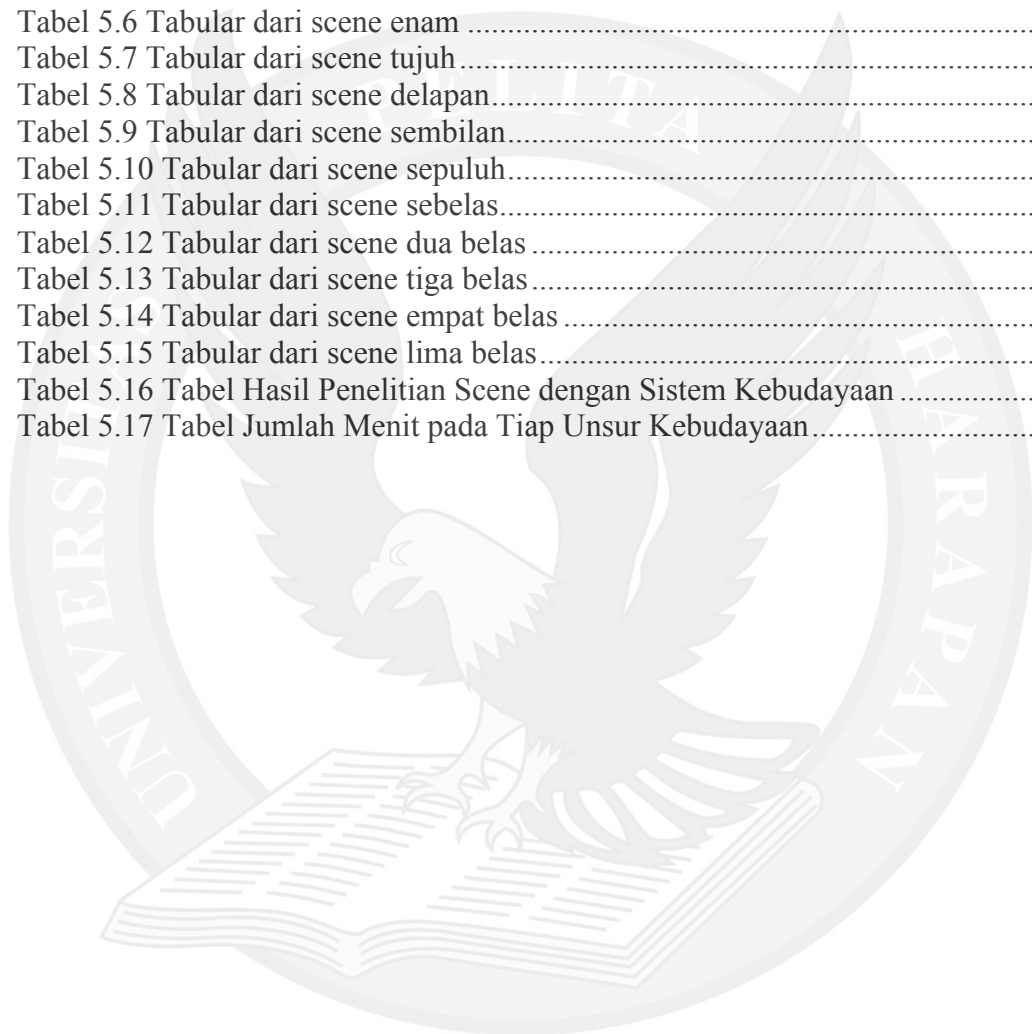 Tabel 5.6 Tabular dari scene enam ..........................................................................................
Tabel 5.7 Tabular dari scene tujuh ..........................................................................................
Tabel 5.8 Tabular dari scene delapan..........................................................................................
Tabel 5.9 Tabular dari scene sembilan..........................................................................................
Tabel 5.10 Tabular dari scene sepuluh..........................................................................................
Tabel 5.11 Tabular dari scene sebelas..........................................................................................
Tabel 5.12 Tabular dari scene dua belas ..........................................................................................
Tabel 5.13 Tabular dari scene tiga belas ..........................................................................................
Tabel 5.14 Tabular dari scene empat belas ..........................................................................................
Tabel 5.15 Tabular dari scene lima belas..........................................................................................
Tabel 5.16 Tabel Hasil Penelitian Scene dengan Sistem Kebudayaan ....................
Tabel 5.17 Tabel Jumlah Menit pada Tiap Unsur Kebudayaan..................................
UNIVERSITAS PELITA HARAPAN